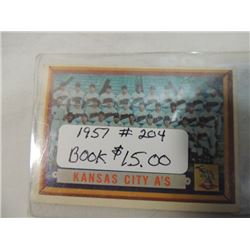 1957 # 204
BOOK $15.00
KANSAS CITY A'S